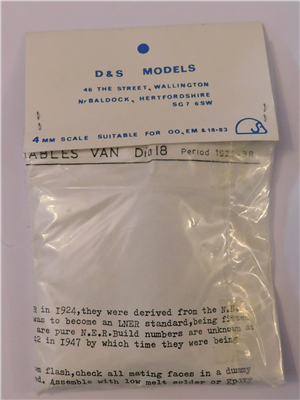 D&S MODELS
46 THE STREET, WALLINGTON
Nr BALDOCK, HERTFORDSHIRE
SG7 6SW
4MM SCALE SUITABLE FOR OO, EM & 18·83
TABLES VAN Dia 18 Period
in 1924, they were derived from the N.
was to become an LNER standard, being
are pure N.E.R. Build numbers are unknown
in 1947 by which time they were being
flash, check all mating faces in a dummy
Assemble with low melt solder or epoxy